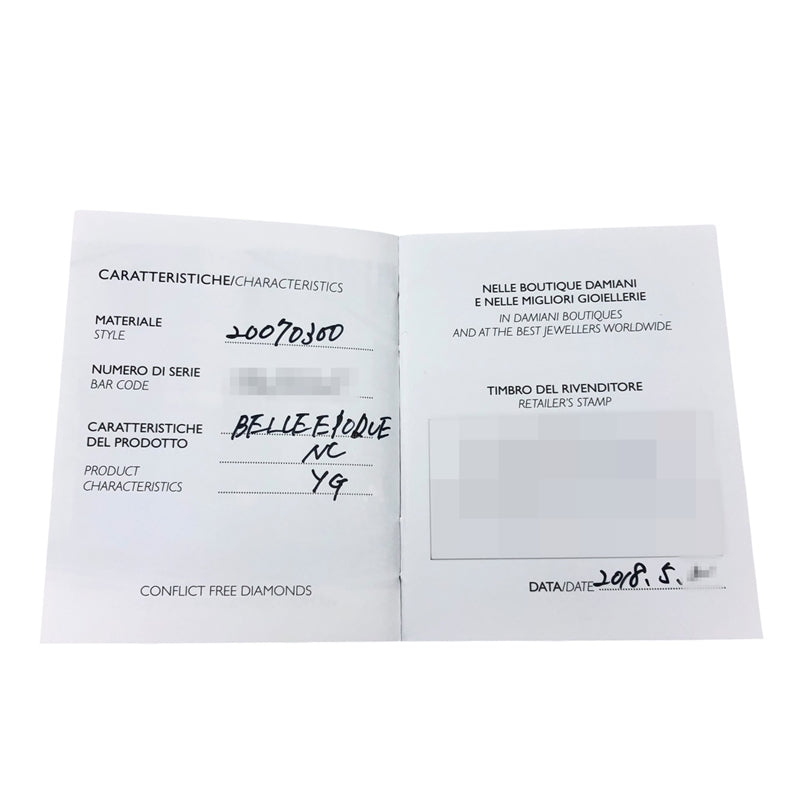 CARATTERISTICHE/CHARACTERISTICS
MATERIALE
STYLE
20070300
NUMERO DI SERIE
BAR CODE
CARATTERISTICHE
DEL PRODOTTO
PRODUCT
CHARACTERISTICS
BELLE EPOQUE
NC
YG
CONFLICT FREE DIAMONDS
NELLE BOUTIQUE DAMIANI
E NELLE MIGLIORI GIOIELLERIE
IN DAMIANI BOUTIQUES
AND AT THE BEST JEWELLERS WORLDWIDE
TIMBRO DEL RIVENDITORE
RETAILER'S STAMP
DATA/DATE 2018.5.